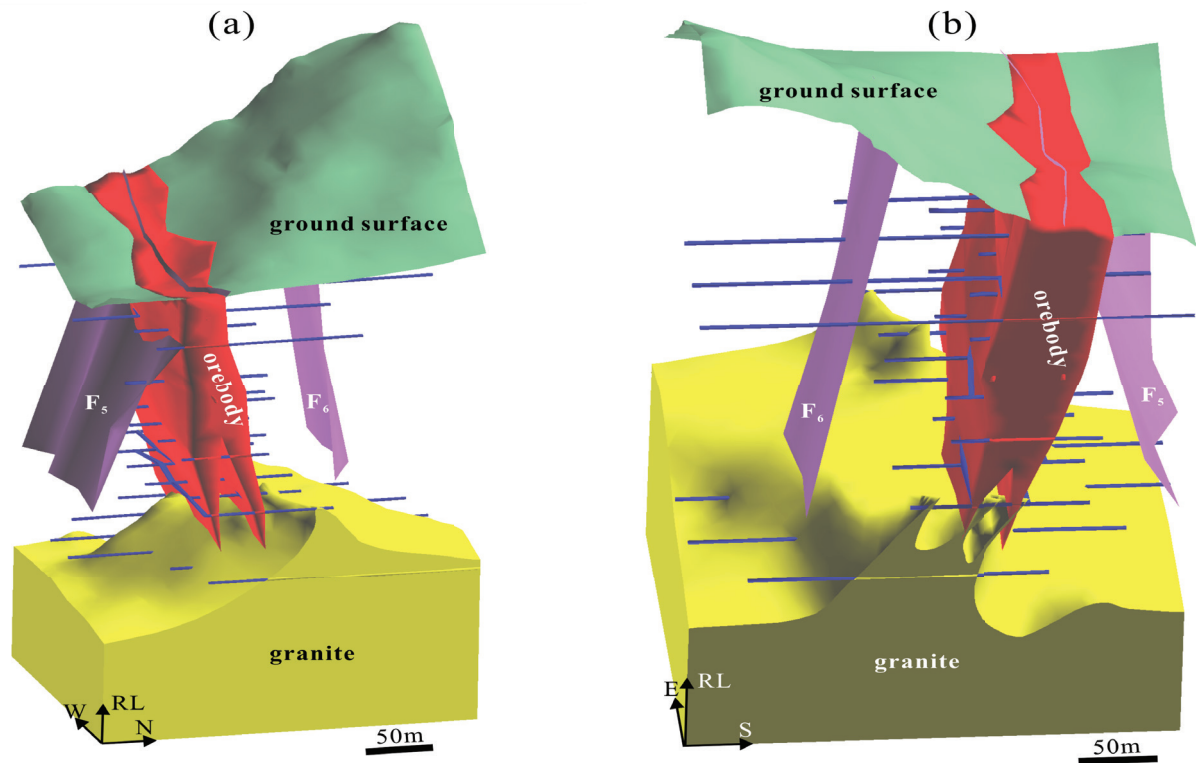 (a)
ground surface
orebody
F₅
F₆
granite
W
RL
N
50m
(b)
ground surface
orebody
F₆
F₅
granite
E
RL
S
50m